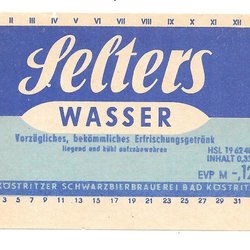 I II III IV V VI VII VIII IX X XI XII
Selters
WASSER
Vorzügliches, bekömmliches Erfrischungsgetränk
liegend und kühl aufzubewahren
HSL 19 624
INHALT 0,3
EVP M -,12
KÖSTRITZER SCHWARZBIERBRAUEREI BAD KÖSTRIT
3 5 7 9 11 13 15 17 19 21 23 25 27 29 31